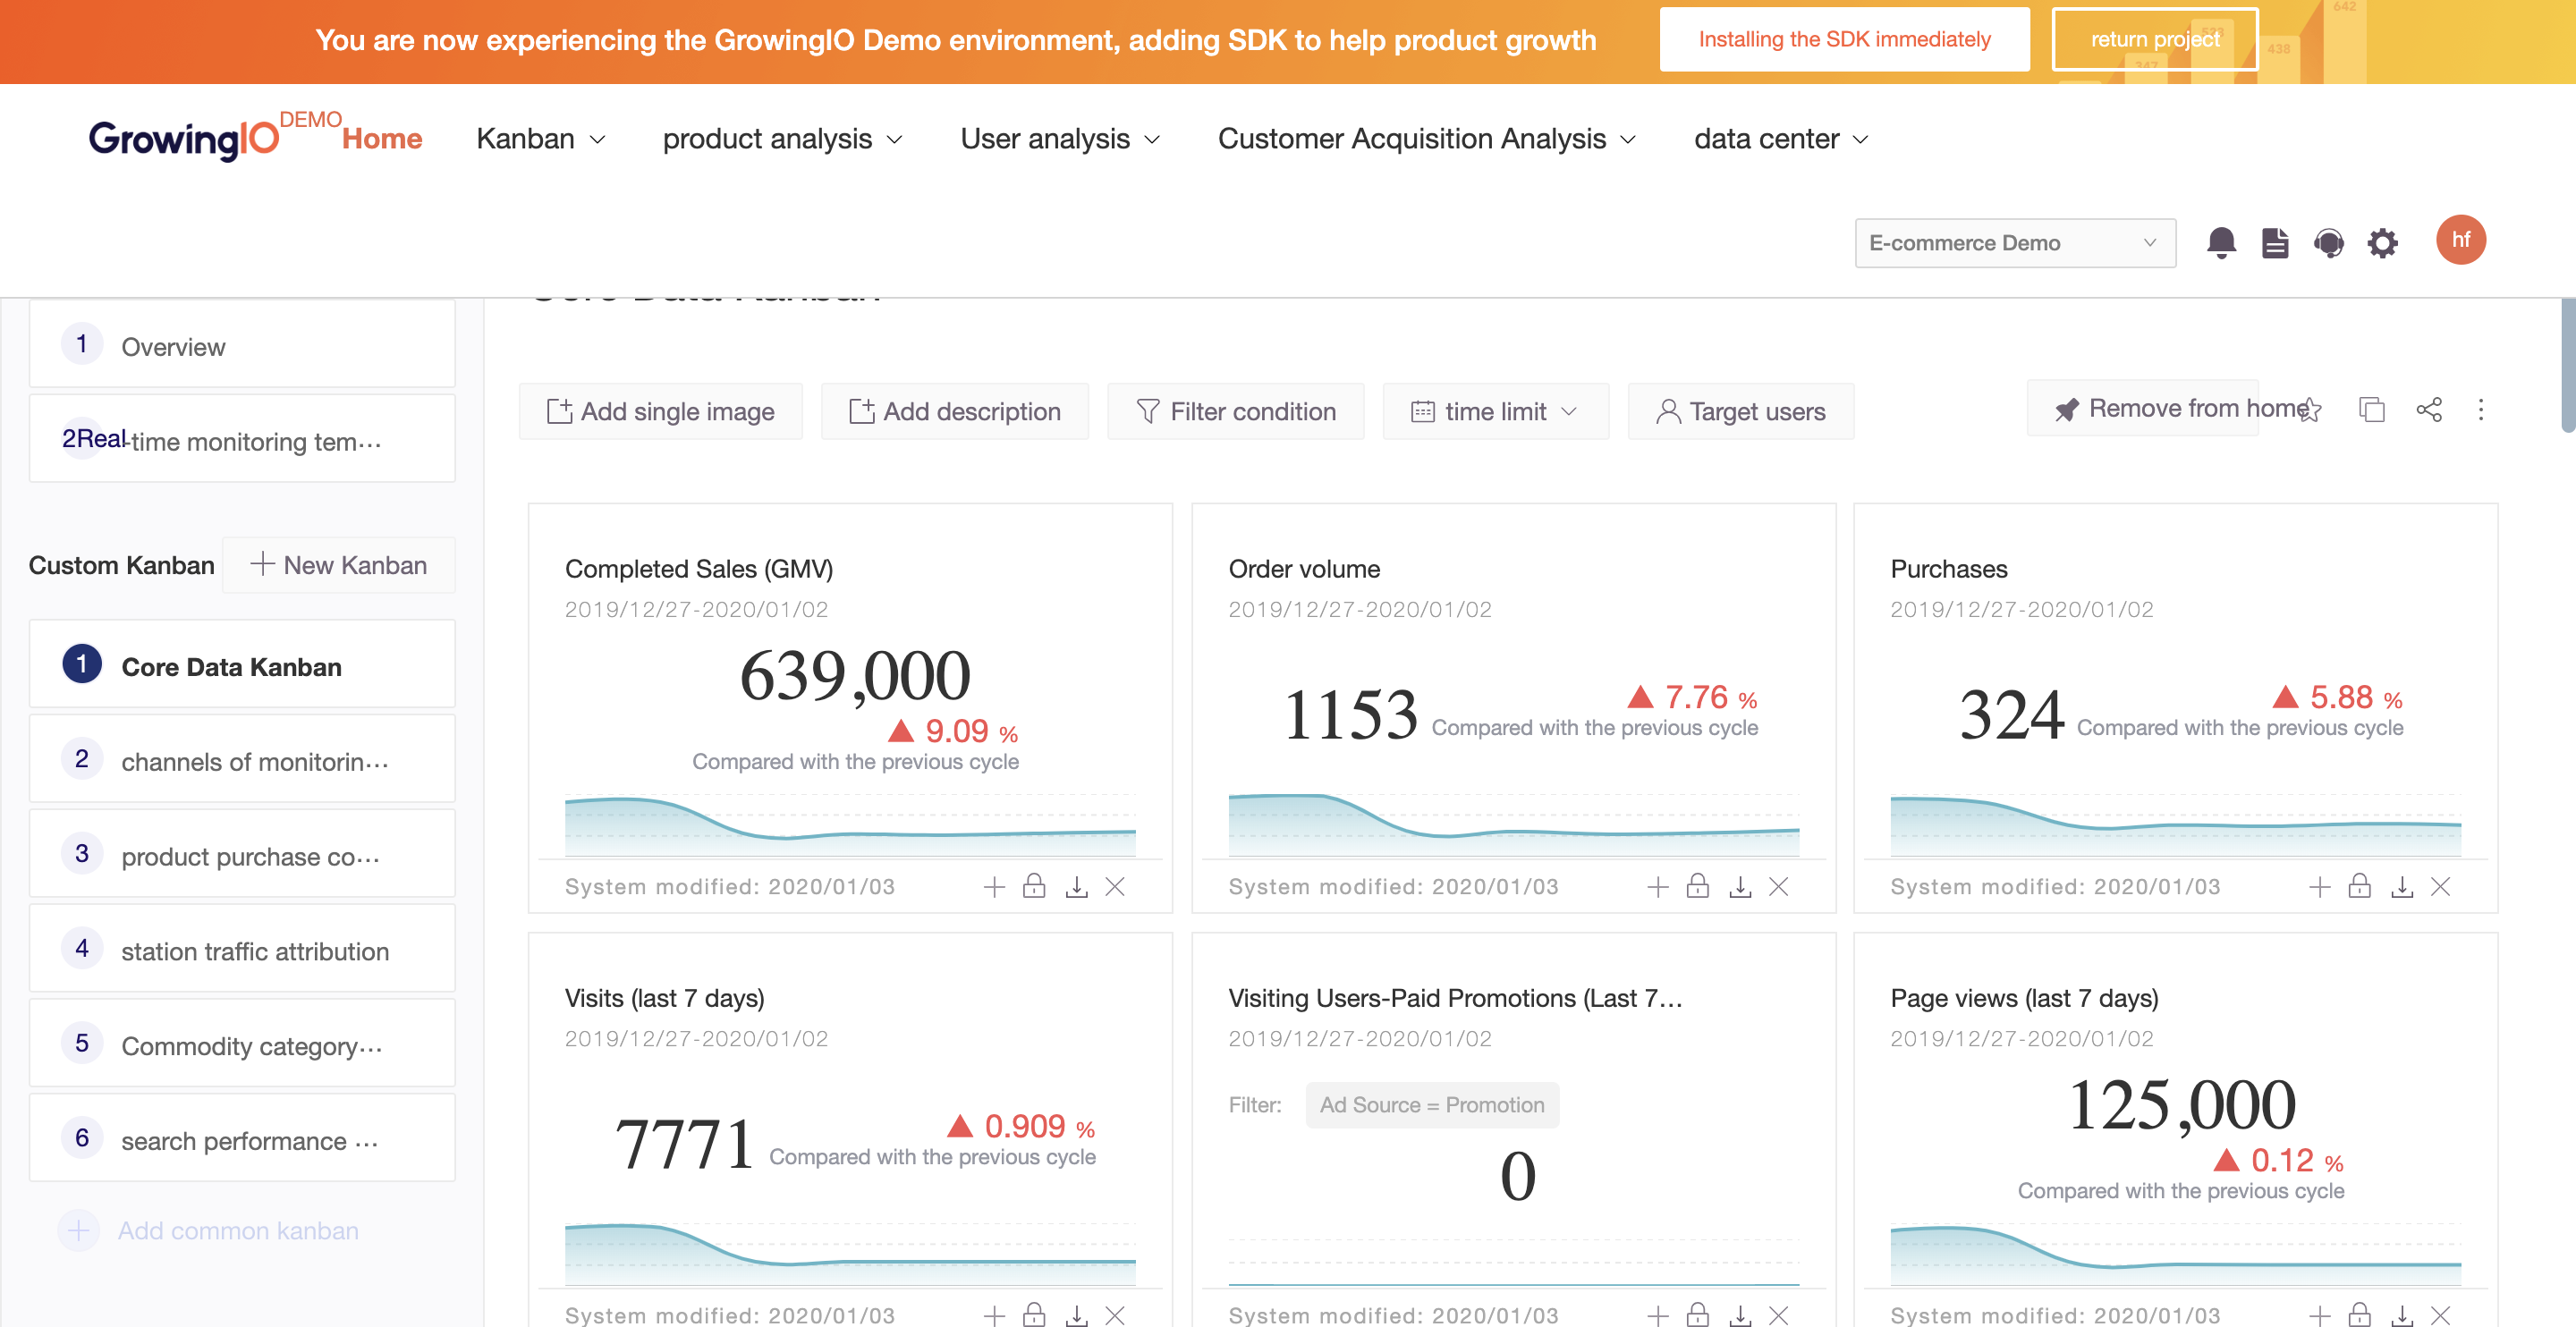 You are now experiencing the GrowingIO Demo environment, adding SDK to help product growth
Installing the SDK immediately
return project
347
438
642
GrowingIO DEMO
Home
Kanban
product analysis
User analysis
Customer Acquisition Analysis
data center
E-commerce Demo
hf
Core Data Kanban
1 Overview
2Real-time monitoring tem···
Custom Kanban
New Kanban
1 Core Data Kanban
2 channels of monitorin···
3 product purchase co···
4 station traffic attribution
5 Commodity category···
6 search performance ···
Add common kanban
Add single image
Add description
Filter condition
time limit
Target users
Remove from home
Completed Sales (GMV)
2019/12/27-2020/01/02
639,000
▲ 9.09 %
Compared with the previous cycle
System modified: 2020/01/03
Order volume
2019/12/27-2020/01/02
1153
▲ 7.76 %
Compared with the previous cycle
System modified: 2020/01/03
Purchases
2019/12/27-2020/01/02
324
▲ 5.88 %
Compared with the previous cycle
System modified: 2020/01/03
Visits (last 7 days)
2019/12/27-2020/01/02
7771
▲ 0.909 %
Compared with the previous cycle
System modified: 2020/01/03
Visiting Users-Paid Promotions (Last 7...
2019/12/27-2020/01/02
Filter: Ad Source = Promotion
0
System modified: 2020/01/03
Page views (last 7 days)
2019/12/27-2020/01/02
125,000
▲ 0.12 %
Compared with the previous cycle
System modified: 2020/01/03